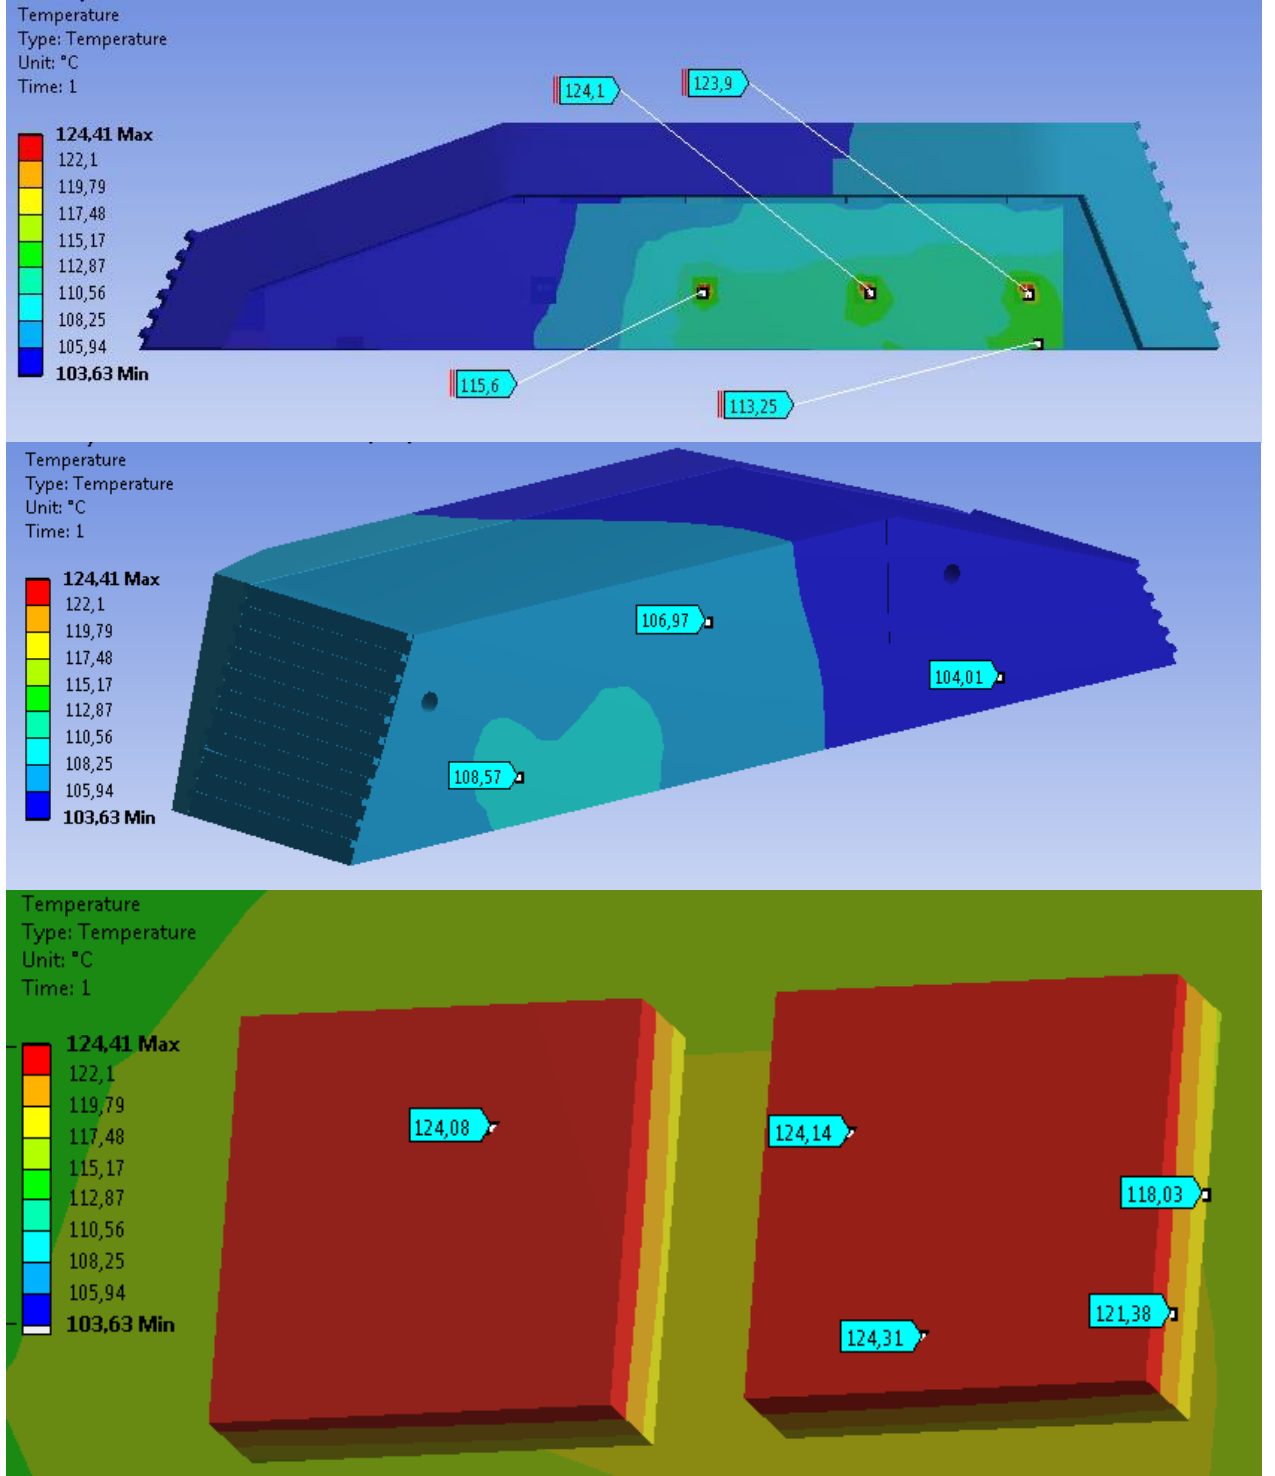 Temperature
Type: Temperature
Unit: °C
Time: 1
124,41 Max
122,1
119,79
117,48
115,17
112,87
110,56
108,25
105,94
103,63 Min
124,1
123,9
115,6
113,25
Temperature
Type: Temperature
Unit: °C
Time: 1
124,41 Max
122,1
119,79
117,48
115,17
112,87
110,56
108,25
105,94
103,63 Min
106,97
104,01
108,57
Temperature
Type: Temperature
Unit: °C
Time: 1
124,41 Max
122,1
119,79
117,48
115,17
112,87
110,56
108,25
105,94
103,63 Min
124,08
124,14
118,03
121,38
124,31